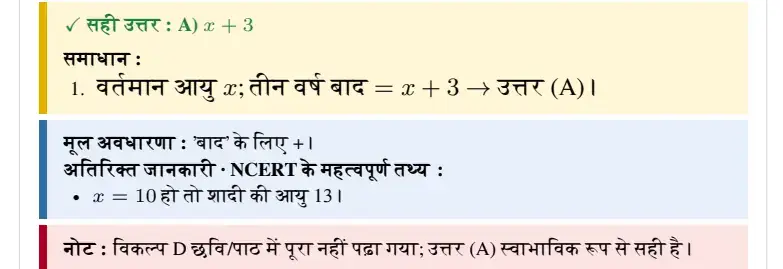 ✓ सही उत्तर : A) x + 3
समाधान :
1. वर्तमान आयु x; तीन वर्ष बाद = x + 3 → उत्तर (A)।
मूल अवधारणा : 'बाद' के लिए +।
अतिरिक्त जानकारी · NCERT के महत्वपूर्ण तथ्य :
• x = 10 हो तो शादी की आयु 13।
नोट : विकल्प D छवि/पाठ में पूरा नहीं पढ़ा गया; उत्तर (A) स्वाभाविक रूप से सही है।